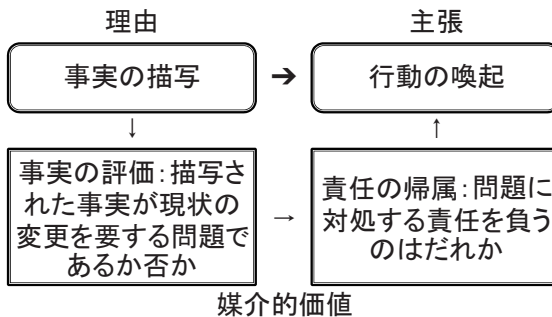 理由
主張
事実の描写
➔
行動の喚起
↓
↑
事実の評価:描写さ
れた事実が現状の
変更を要する問題で
あるか否か
→
責任の帰属:問題に
対処する責任を負う
のはだれか
媒介的価値